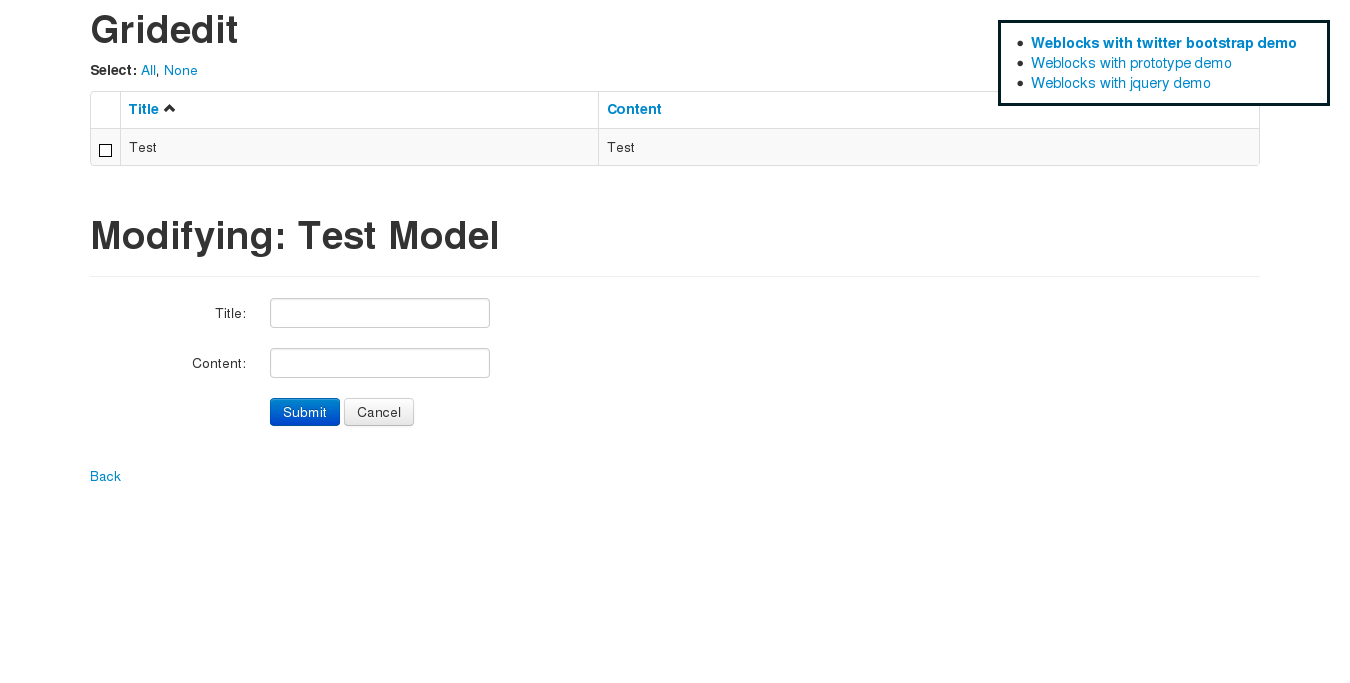 Gridedit
Select: All, None
Weblocks with twitter bootstrap demo
Weblocks with prototype demo
Weblocks with jquery demo
Title Content
Test Test
Modifying: Test Model
Title:
Content:
Submit Cancel
Back